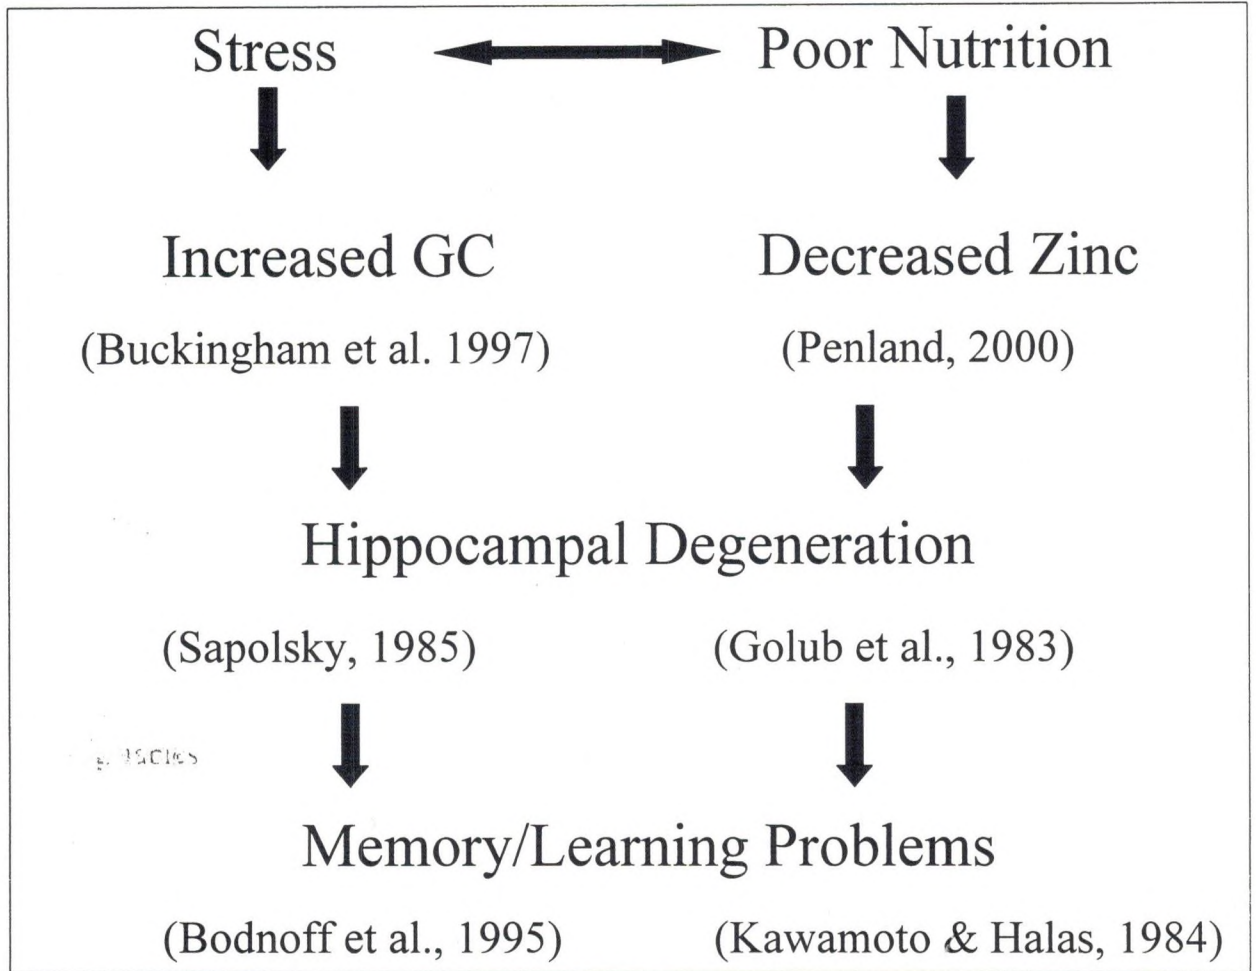 Stress Poor Nutrition
Increased GC Decreased Zinc
(Buckingham et al. 1997) (Penland, 2000)
Hippocampal Degeneration
(Sapolsky, 1985) (Golub et al., 1983)
Memory/Learning Problems
(Bodnoff et al., 1995) (Kawamoto & Halas, 1984)